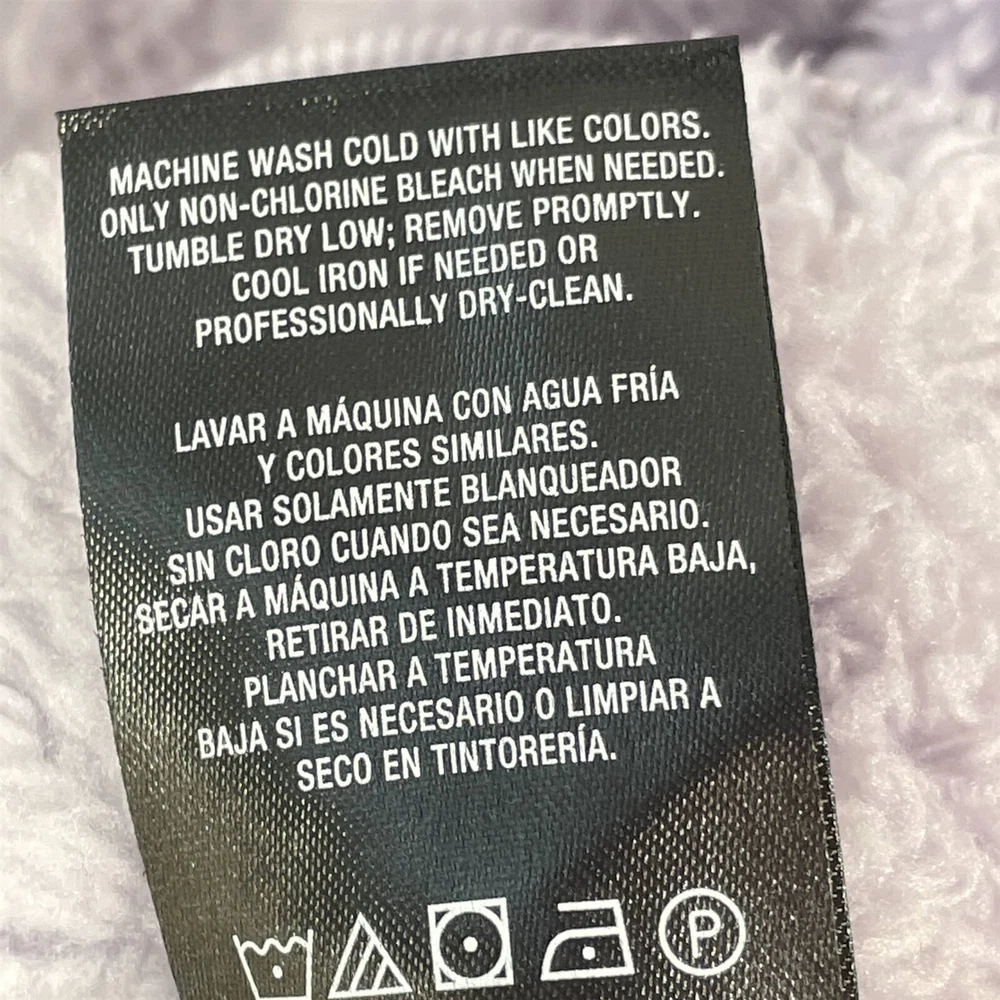 MACHINE WASH COLD WITH LIKE COLORS.
ONLY NON-CHLORINE BLEACH WHEN NEEDED.
TUMBLE DRY LOW; REMOVE PROMPTLY.
COOL IRON IF NEEDED OR
PROFESSIONALLY DRY-CLEAN.
LAVAR A MÁQUINA CON AGUA FRÍA
Y COLORES SIMILARES.
USAR SOLAMENTE BLANQUEADOR
SIN CLORO CUANDO SEA NECESARIO.
SECAR A MÁQUINA A TEMPERATURA BAJA,
RETIRAR DE INMEDIATO.
PLANCHAR A TEMPERATURA
BAJA SI ES NECESARIO O LIMPIAR A
SECO EN TINTORERÍA.
P